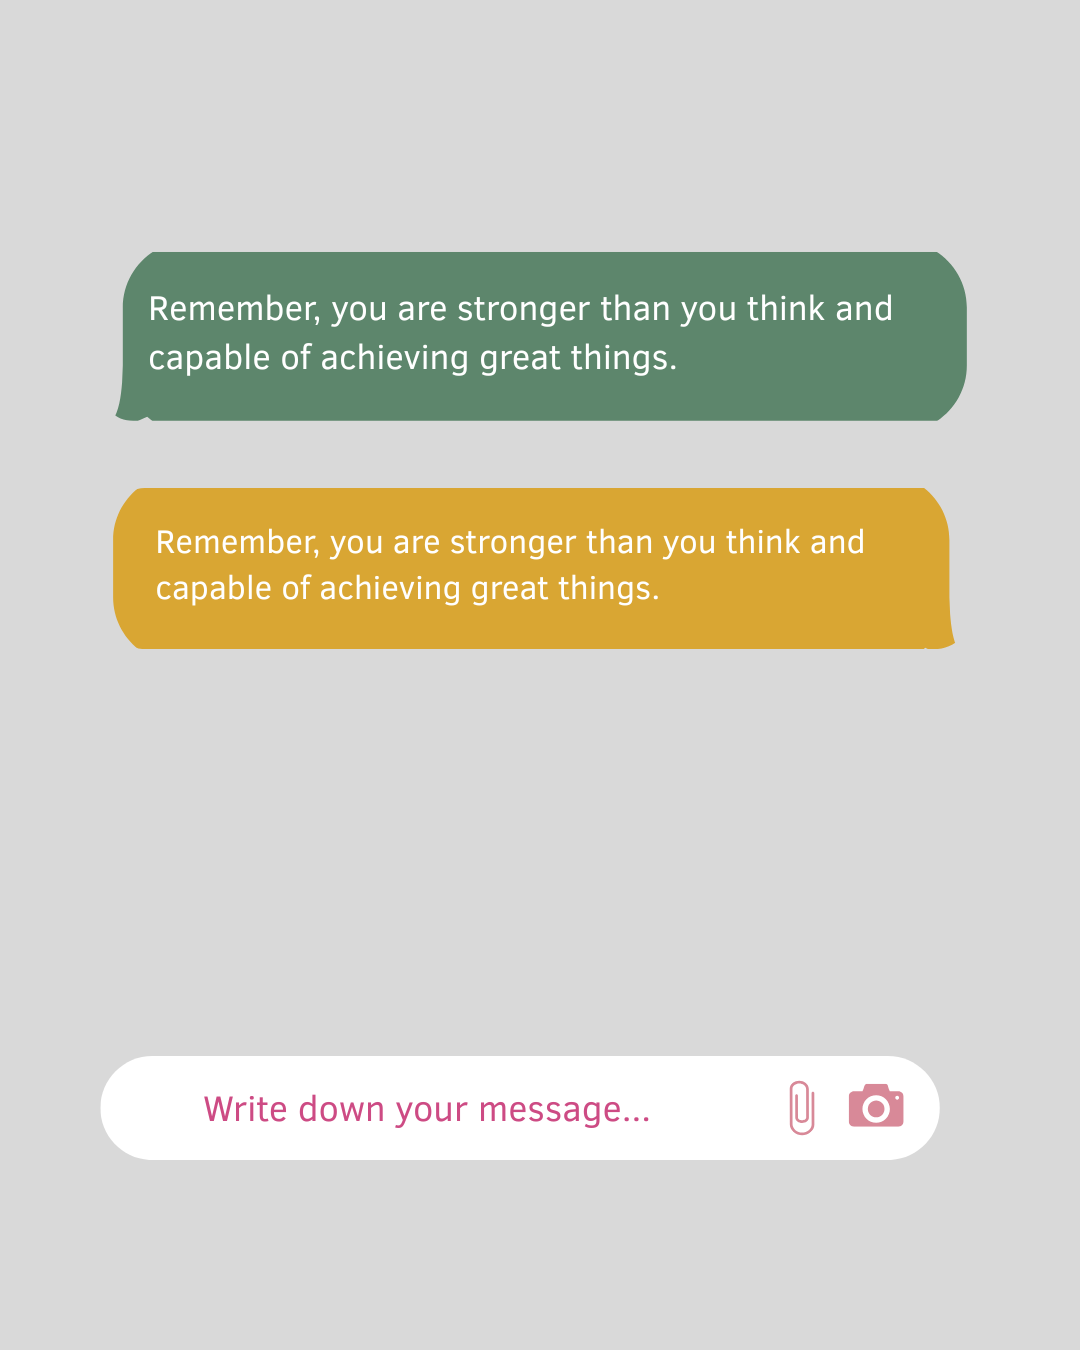 Remember, you are stronger than you think and
capable of achieving great things.
Remember, you are stronger than you think and
capable of achieving great things.
Write down your message...